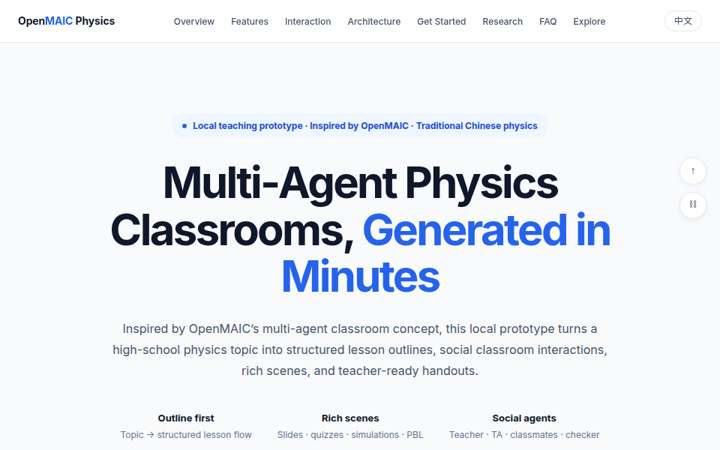 OpenMAIC Physics
Overview Features Interaction Architecture Get Started Research FAQ Explore
中文
Local teaching prototype · Inspired by OpenMAIC · Traditional Chinese physics
Multi-Agent Physics
Classrooms, Generated in
Minutes
↑
Inspired by OpenMAIC's multi-agent classroom concept, this local prototype turns a
high-school physics topic into structured lesson outlines, social classroom interactions,
rich scenes, and teacher-ready handouts.
Outline first
Topic → structured lesson flow
Rich scenes
Slides · quizzes · simulations · PBL
Social agents
Teacher · TA · classmates · checker